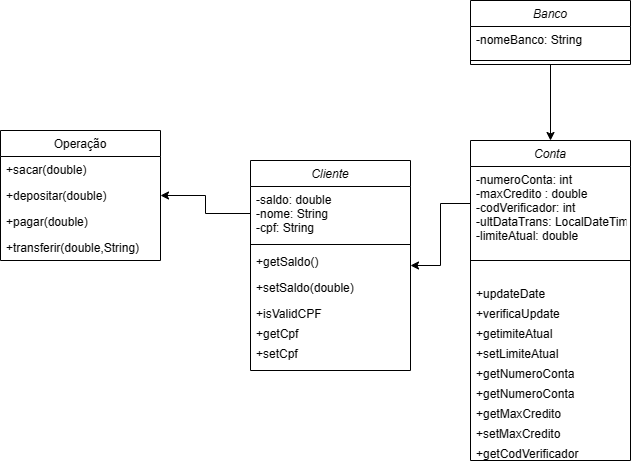 Banco
-nomeBanco: String
Operação
+sacar(double)
+depositar(double)
+pagar(double)
+transferir(double,String)
Cliente
-saldo: double
-nome: String
-cpf: String
+getSaldo()
+setSaldo(double)
+isValidCPF
+getCpf
+setCpf
Conta
-numeroConta: int
-maxCredito : double
-codVerificador: int
-ultDataTrans: LocalDateTim
-limiteAtual: double
+updateDate
+verificaUpdate
+getimiteAtual
+setLimiteAtual
+getNumeroConta
+getNumeroConta
+getMaxCredito
+setMaxCredito
+getCodVerificador